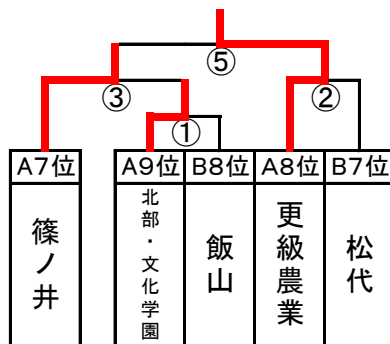 ⑤
③
②
①
A7位 A9位 B8位 A8位 B7位
篠ノ井
北部・文化学園
飯山
更級農業
松代